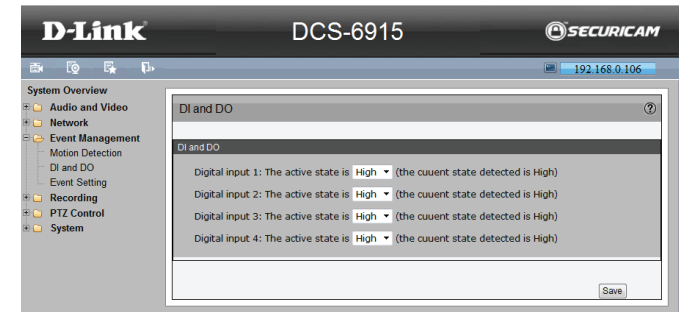 D-Link
DCS-6915
SECURICAM
192.168.0.106
System Overview
Audio and Video
Network
Event Management
Motion Detection
DI and DO
Event Setting
Recording
PTZ Control
System
DI and DO
?
DI and DO
Digital input 1: The active state is High (the cuuent state detected is High)
Digital input 2: The active state is High (the cuuent state detected is High)
Digital input 3: The active state is High (the cuuent state detected is High)
Digital input 4: The active state is High (the cuuent state detected is High)
Save